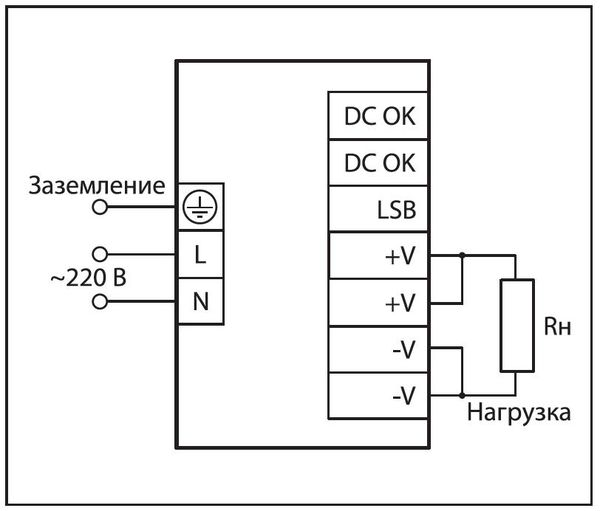 DC OK
DC OK
Заземление
LSB
L
+V
~220 В
N
+V
Rн
-V
-V
Нагрузка